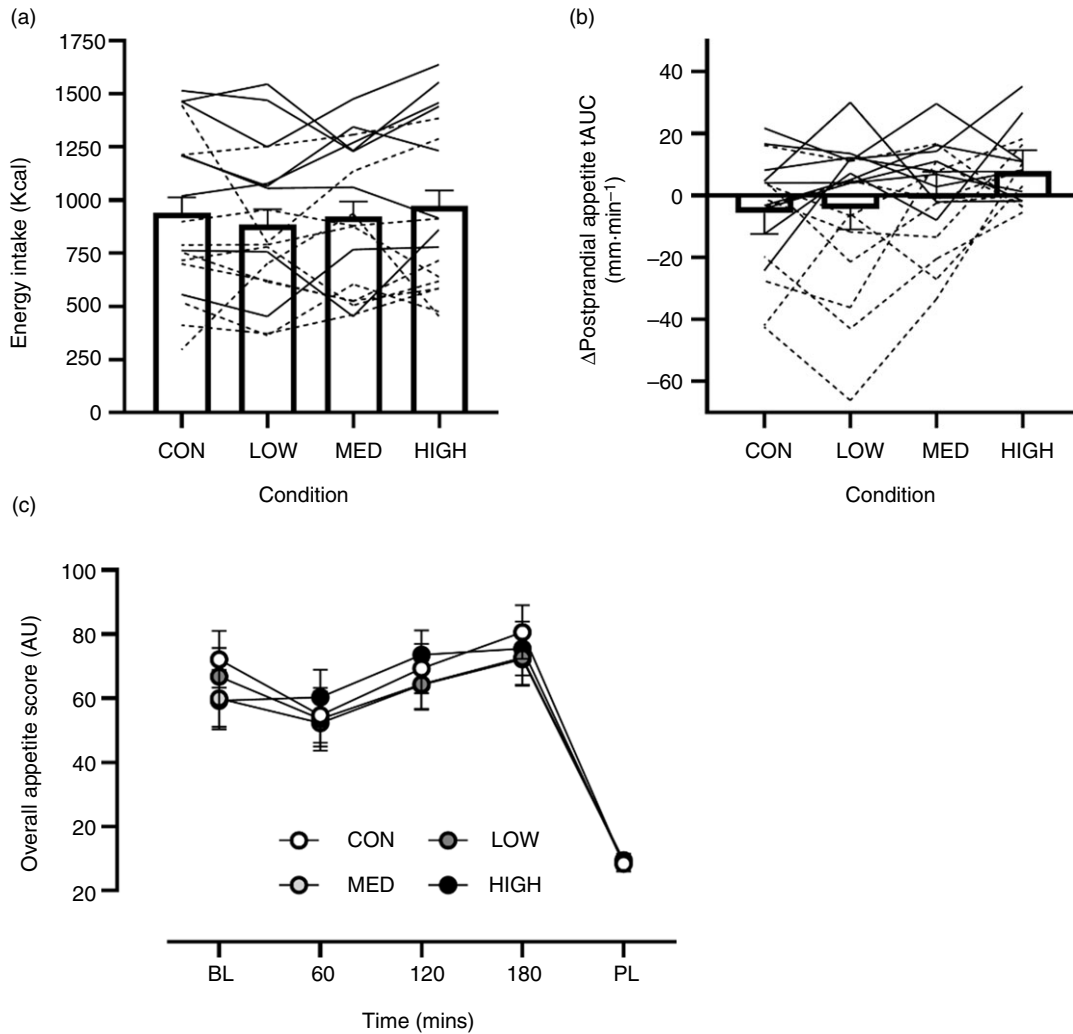 (a)
1750
1500
1250
1000
750
500
250
0
Energy intake (Kcal)
CON LOW MED HIGH
Condition
(b)
40
20
0
−20
−40
−60
ΔPostprandial appetite tAUC
(mm·min⁻¹)
CON LOW MED HIGH
Condition
(c)
100
80
60
40
20
20
Overall appetite score (AU)
CON LOW
MED HIGH
BL 60 120 180 PL
Time (mins)